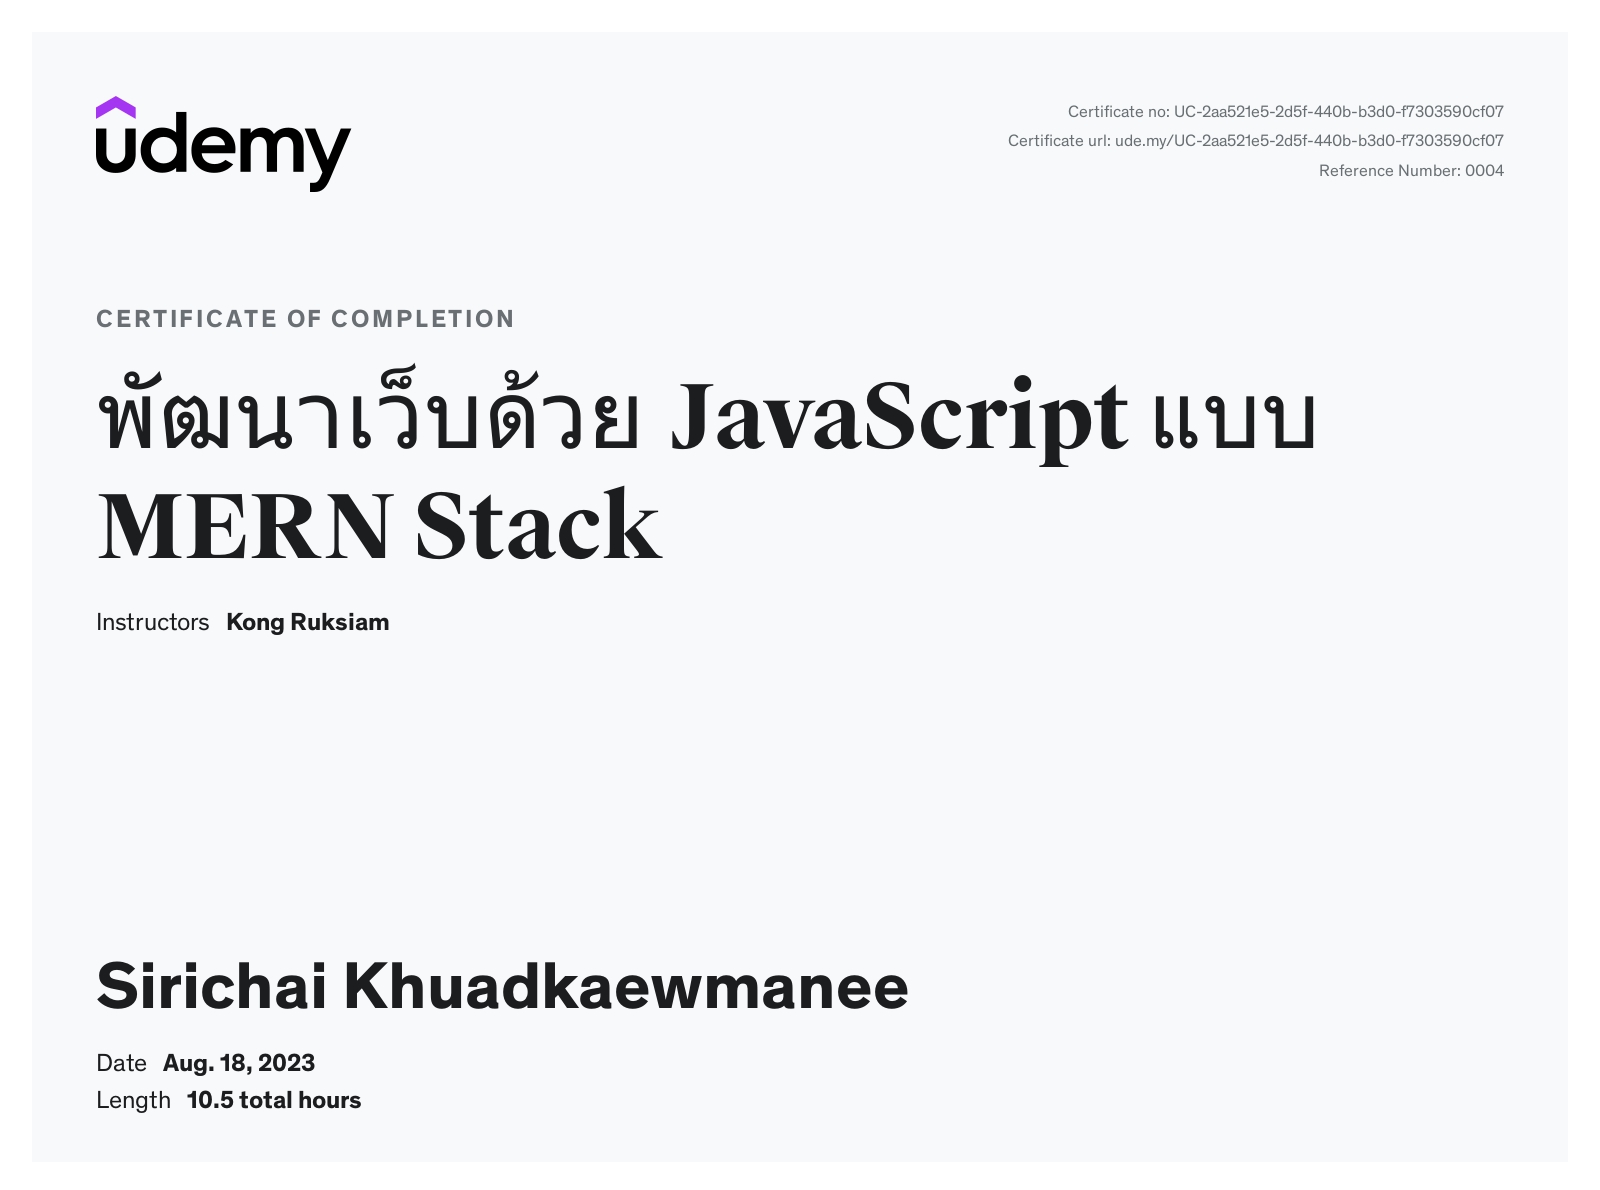 udemy
Certificate no: UC-2aa521e5-2d5f-440b-b3d0-f7303590cf07
Certificate url: ude.my/UC-2aa521e5-2d5f-440b-b3d0-f7303590cf07
Reference Number: 0004
CERTIFICATE OF COMPLETION
พัฒนาเว็บด้วย JavaScript แบบ
MERN Stack
Instructors Kong Ruksiam
Sirichai Khuadkaewmanee
Date Aug. 18, 2023
Length 10.5 total hours